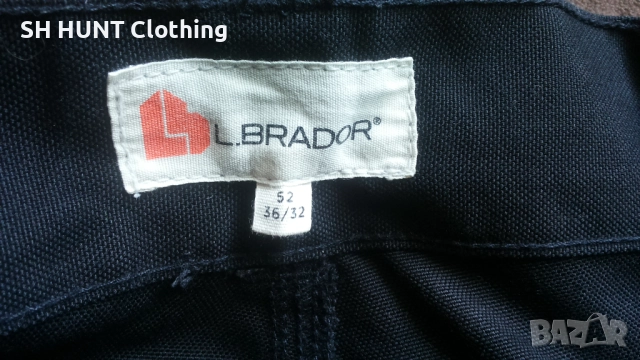 SH HUNT Clothing
L.BRADOR®
52
36/32
BAZAR